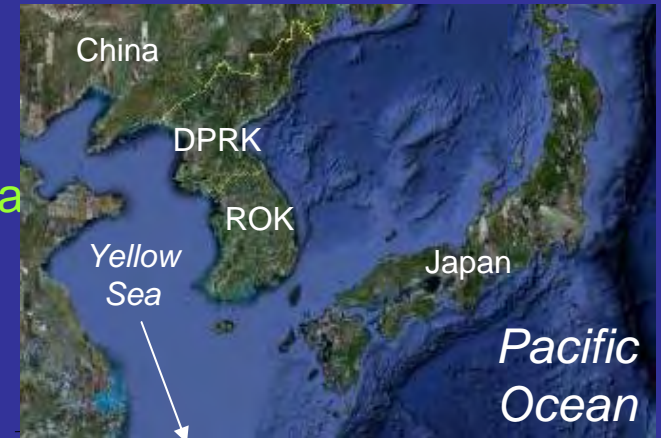 China
DPRK
a
ROK
Yellow
Sea
Japan
Pacific
Ocean